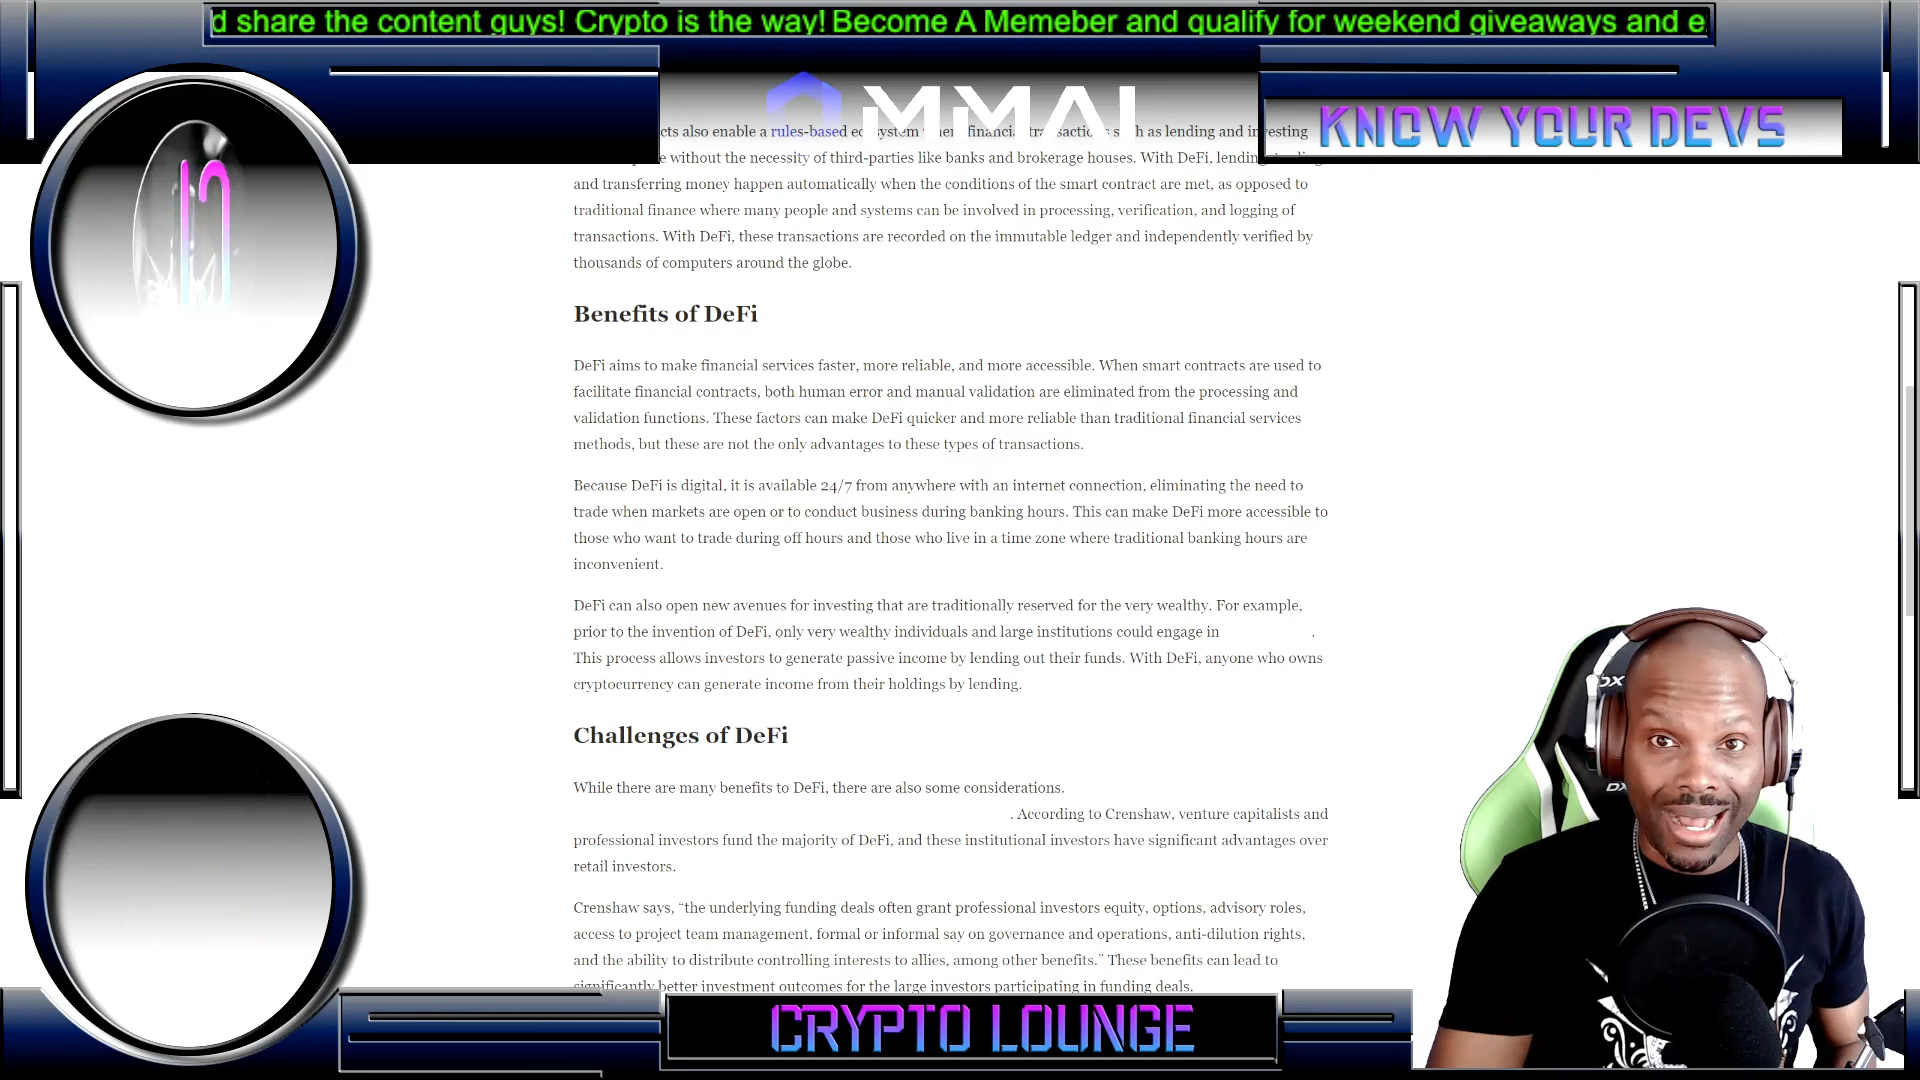 d share the content guys! Crypto is the way! Become A Memeber and qualify for weekend giveaways and e
MMAI
KNOW YOUR DEVS
cts also enable a rules-based ecosystem financial transactions such as lending and investing
without the necessity of third-parties like banks and brokerage houses. With DeFi, lending,
and transferring money happen automatically when the conditions of the smart contract are met, as opposed to
traditional finance where many people and systems can be involved in processing, verification, and logging of
transactions. With DeFi, these transactions are recorded on the immutable ledger and independently verified by
thousands of computers around the globe.
Benefits of DeFi
DeFi aims to make financial services faster, more reliable, and more accessible. When smart contracts are used to
facilitate financial contracts, both human error and manual validation are eliminated from the processing and
validation functions. These factors can make DeFi quicker and more reliable than traditional financial services
methods, but these are not the only advantages to these types of transactions.
Because DeFi is digital, it is available 24/7 from anywhere with an internet connection, eliminating the need to
trade when markets are open or to conduct business during banking hours. This can make DeFi more accessible to
those who want to trade during off hours and those who live in a time zone where traditional banking hours are
inconvenient.
DeFi can also open new avenues for investing that are traditionally reserved for the very wealthy. For example,
prior to the invention of DeFi, only very wealthy individuals and large institutions could engage in .
This process allows investors to generate passive income by lending out their funds. With DeFi, anyone who owns
cryptocurrency can generate income from their holdings by lending.
Challenges of DeFi
While there are many benefits to DeFi, there are also some considerations.
. According to Crenshaw, venture capitalists and
professional investors fund the majority of DeFi, and these institutional investors have significant advantages over
retail investors.
Crenshaw says, “the underlying funding deals often grant professional investors equity, options, advisory roles,
access to project team management, formal or informal say on governance and operations, anti-dilution rights,
and the ability to distribute controlling interests to allies, among other benefits.” These benefits can lead to
significantly better investment outcomes for the large investors participating in funding deals.
DX
DX
CRYPTO LOUNGE